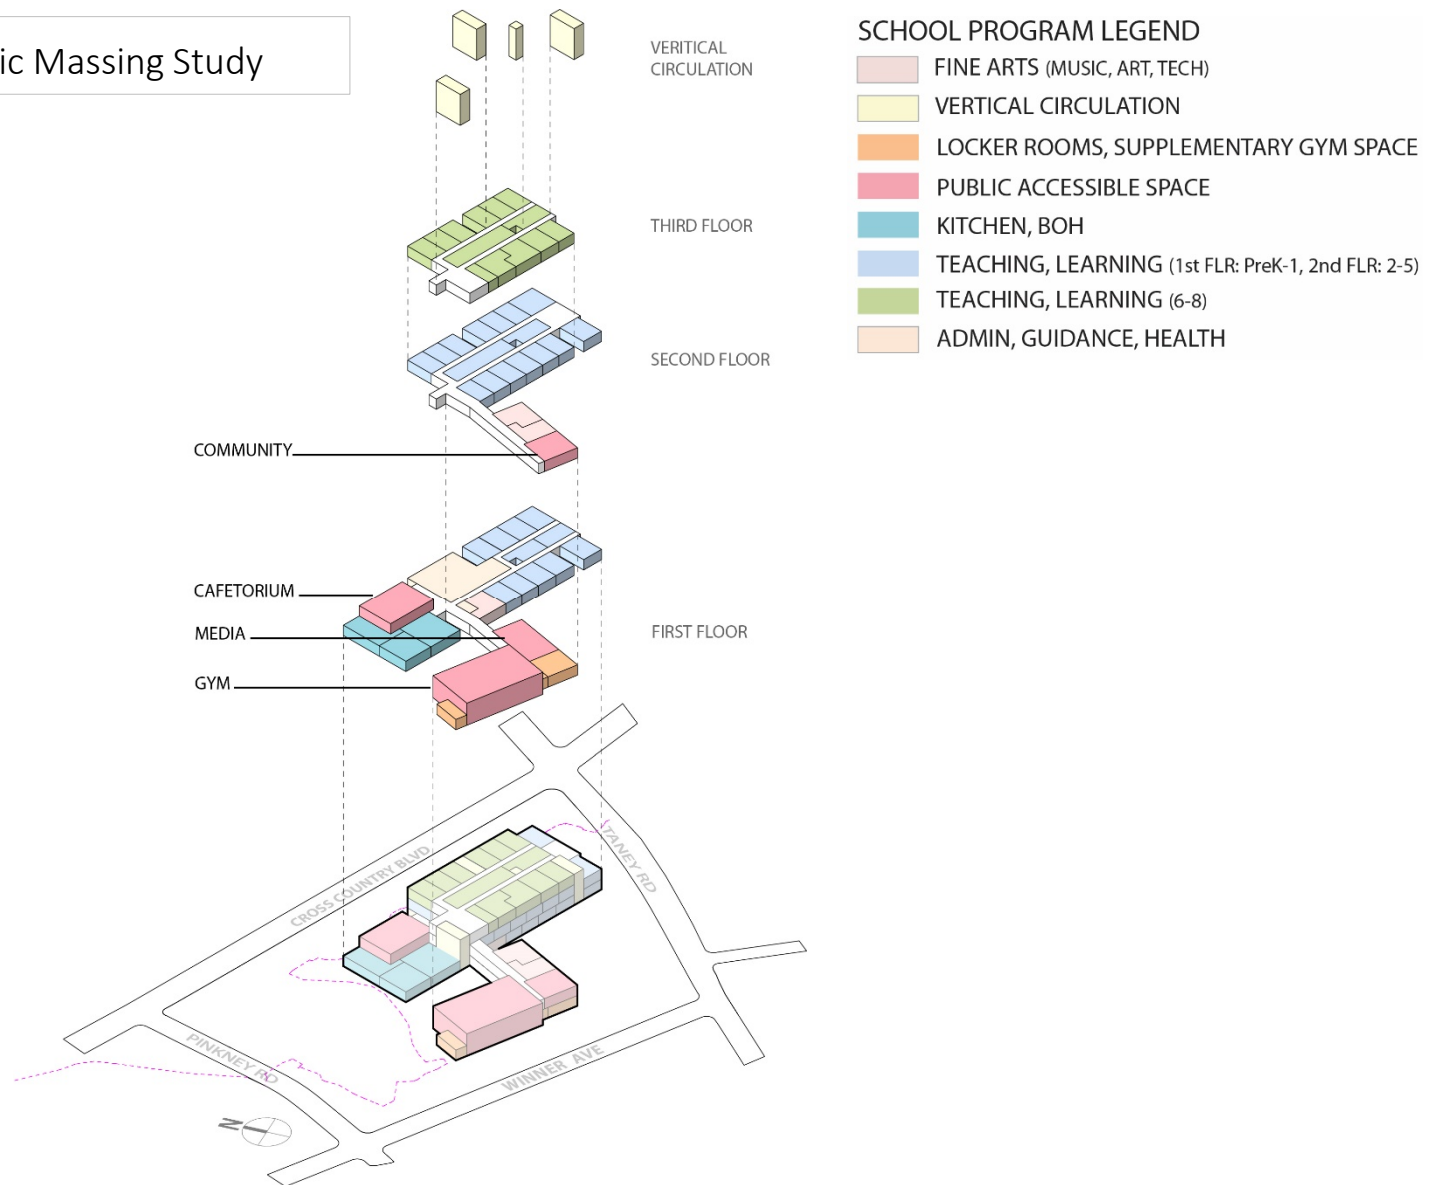 ic Massing Study
VERITICAL
CIRCULATION
THIRD FLOOR
SECOND FLOOR
COMMUNITY
CAFETORIUM
MEDIA
GYM
FIRST FLOOR
SCHOOL PROGRAM LEGEND
FINE ARTS (MUSIC, ART, TECH)
VERTICAL CIRCULATION
LOCKER ROOMS, SUPPLEMENTARY GYM SPACE
PUBLIC ACCESSIBLE SPACE
KITCHEN, BOH
TEACHING, LEARNING (1st FLR: PreK-1, 2nd FLR: 2-5)
TEACHING, LEARNING (6-8)
ADMIN, GUIDANCE, HEALTH
CROSS COUNTRY BLVD
TANEY RD
PINKNEY RD
WINNER AVE
N